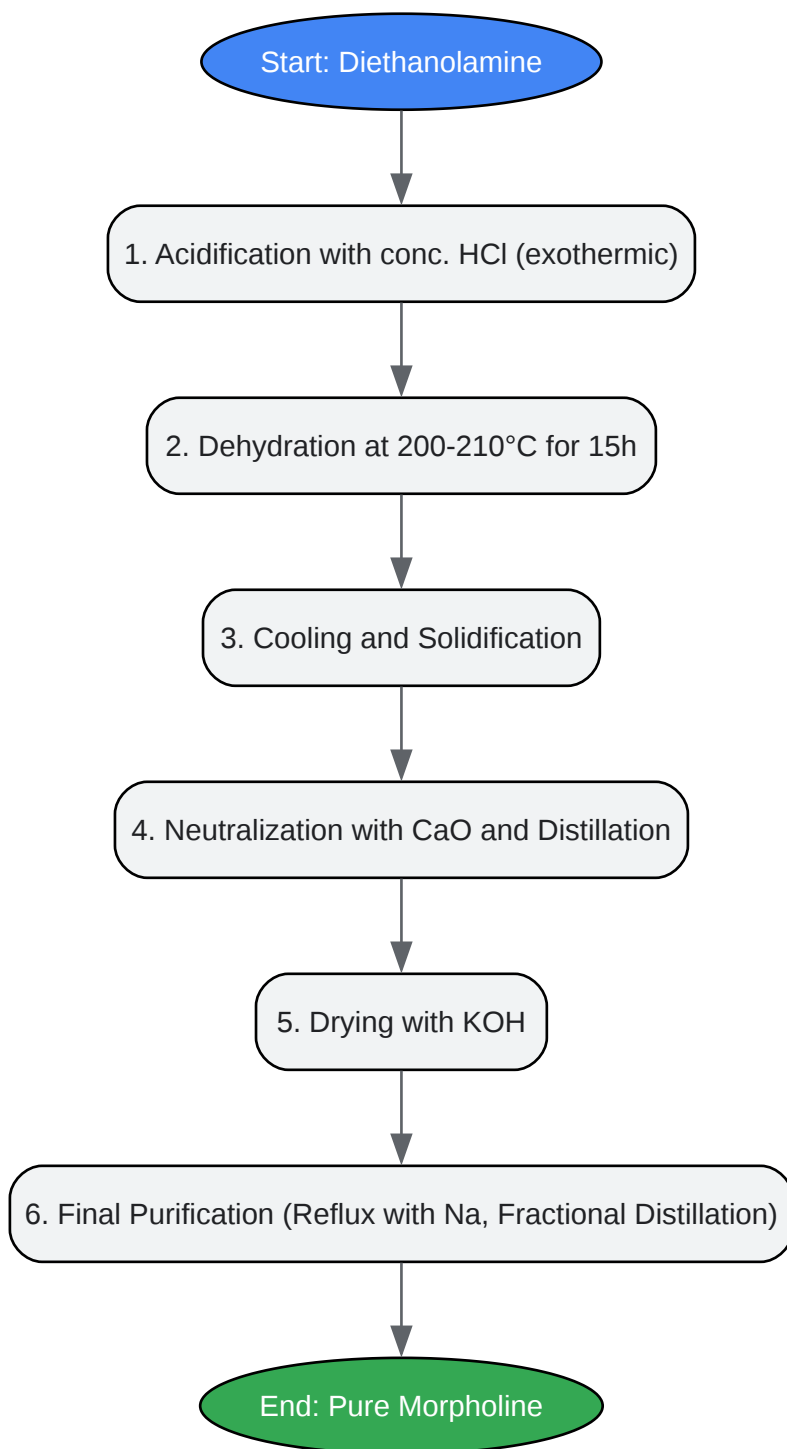 Start: Diethanolamine
1. Acidification with conc. HCl (exothermic)
2. Dehydration at 200-210°C for 15h
3. Cooling and Solidification
4. Neutralization with CaO and Distillation
5. Drying with KOH
6. Final Purification (Reflux with Na, Fractional Distillation)
End: Pure Morpholine